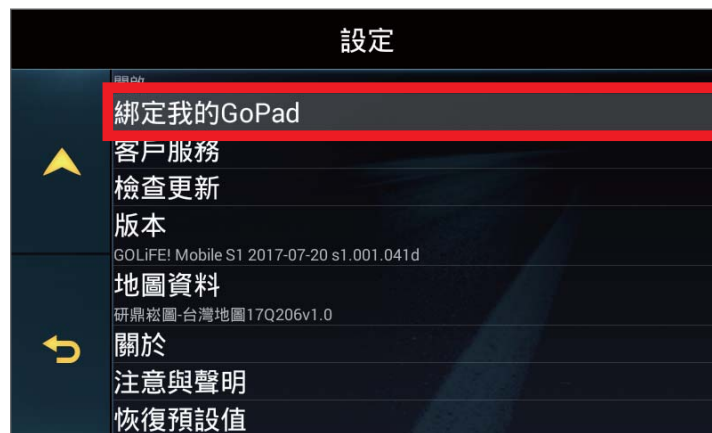 設定
開啟
綁定我的GoPad
客戶服務
檢查更新
版本
GOLiFE! Mobile S1 2017-07-20 s1.001.041d
地圖資料
研鼎崧圖-台灣地圖17Q206v1.0
關於
注意與聲明
恢復預設值